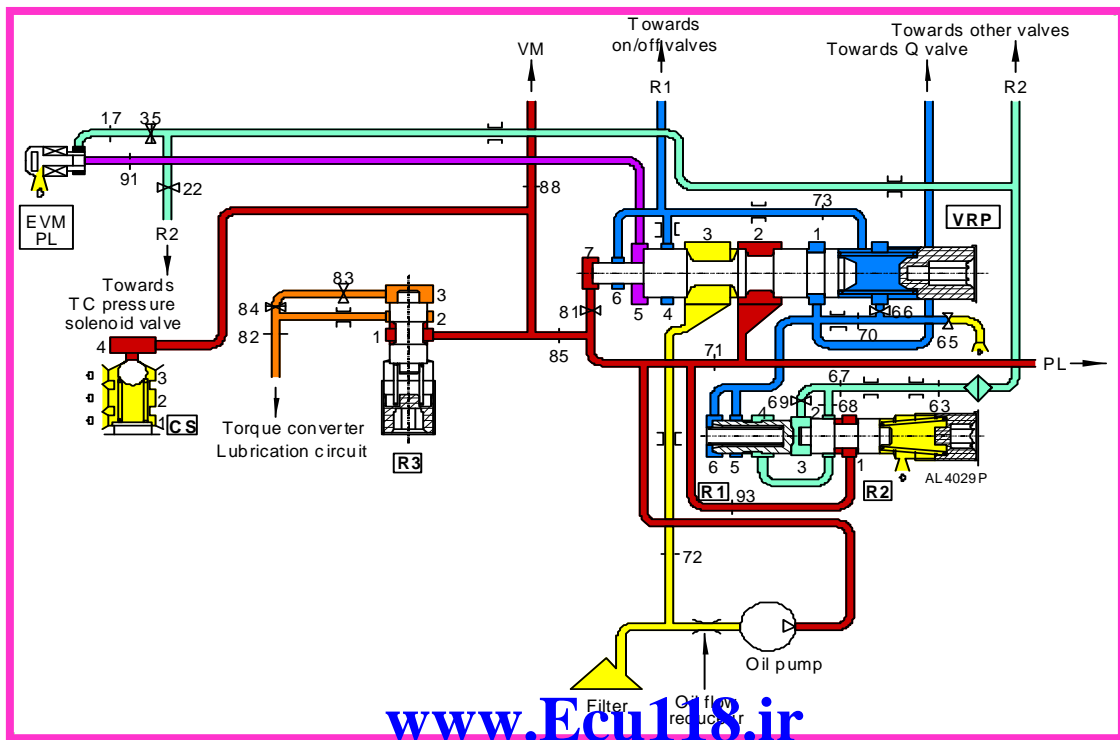 Towards
on/off valves
Towards other valves
Towards Q valve
VM
R1
R2
17
35
91
22
EVM
PL
R2
Towards
TC pressure
solenoid valve
88
73
VRP
7
6
5
4
3
2
1
81
66
70
65
83
84
82
3
2
1
85
71
PL
4
3
2
1
CS
Torque converter
Lubrication circuit
R3
67
69
68
63
4
2
6
5
3
1
R1
R2
AL4029P
93
72
Oil pump
Filter
Oil flow
reducer
www.Ecu118.ir